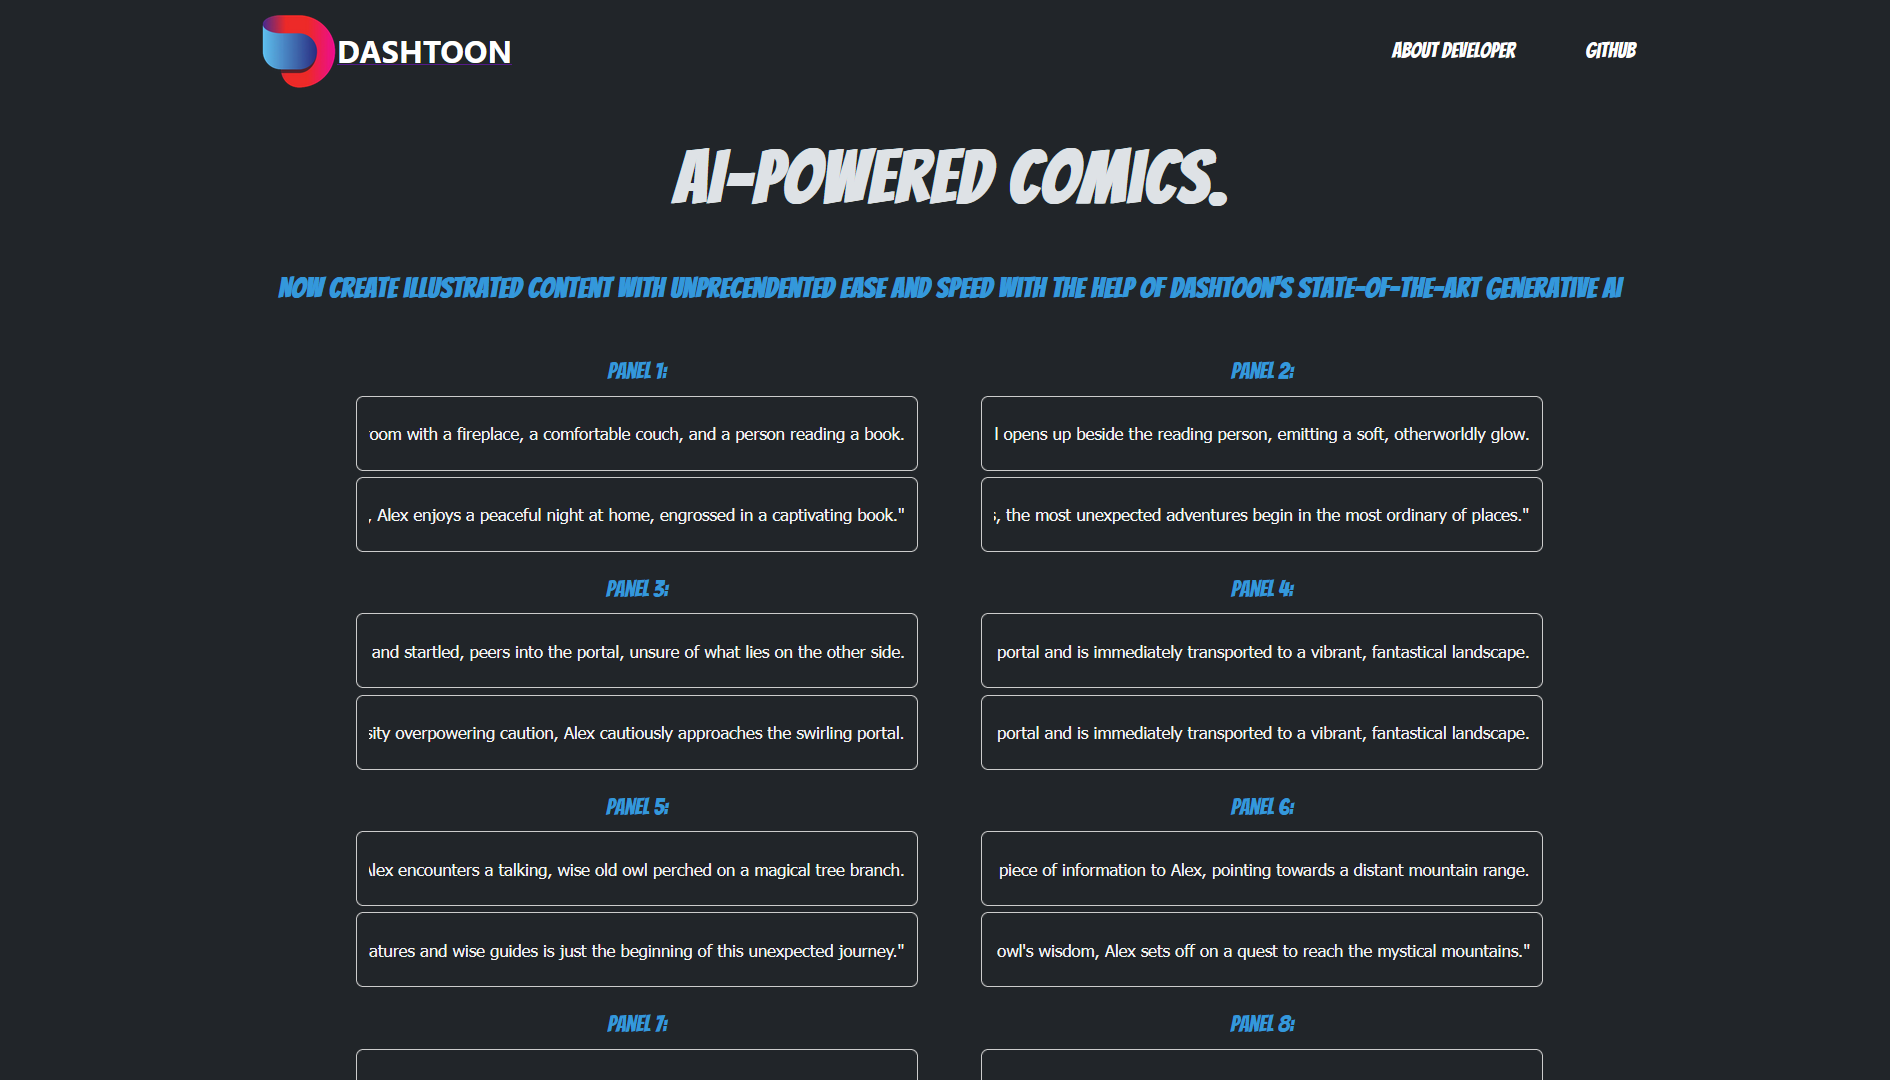 DASHTOON
ABOUT DEVELOPER
GITHUB
AI-POWERED COMICS.
NOW CREATE ILLUSTRATED CONTENT WITH UNPRECENDENTED EASE AND SPEED WITH THE HELP OF DASHTOON'S STATE-OF-THE-ART GENERATIVE AI
PANEL 1:
oom with a fireplace, a comfortable couch, and a person reading a book.
, Alex enjoys a peaceful night at home, engrossed in a captivating book."
PANEL 2:
l opens up beside the reading person, emitting a soft, otherworldly glow.
s, the most unexpected adventures begin in the most ordinary of places."
PANEL 3:
and startled, peers into the portal, unsure of what lies on the other side.
sity overpowering caution, Alex cautiously approaches the swirling portal.
PANEL 4:
portal and is immediately transported to a vibrant, fantastical landscape.
portal and is immediately transported to a vibrant, fantastical landscape.
PANEL 5:
Alex encounters a talking, wise old owl perched on a magical tree branch.
atures and wise guides is just the beginning of this unexpected journey."
PANEL 6:
piece of information to Alex, pointing towards a distant mountain range.
owl's wisdom, Alex sets off on a quest to reach the mystical mountains."
PANEL 7:
PANEL 8: